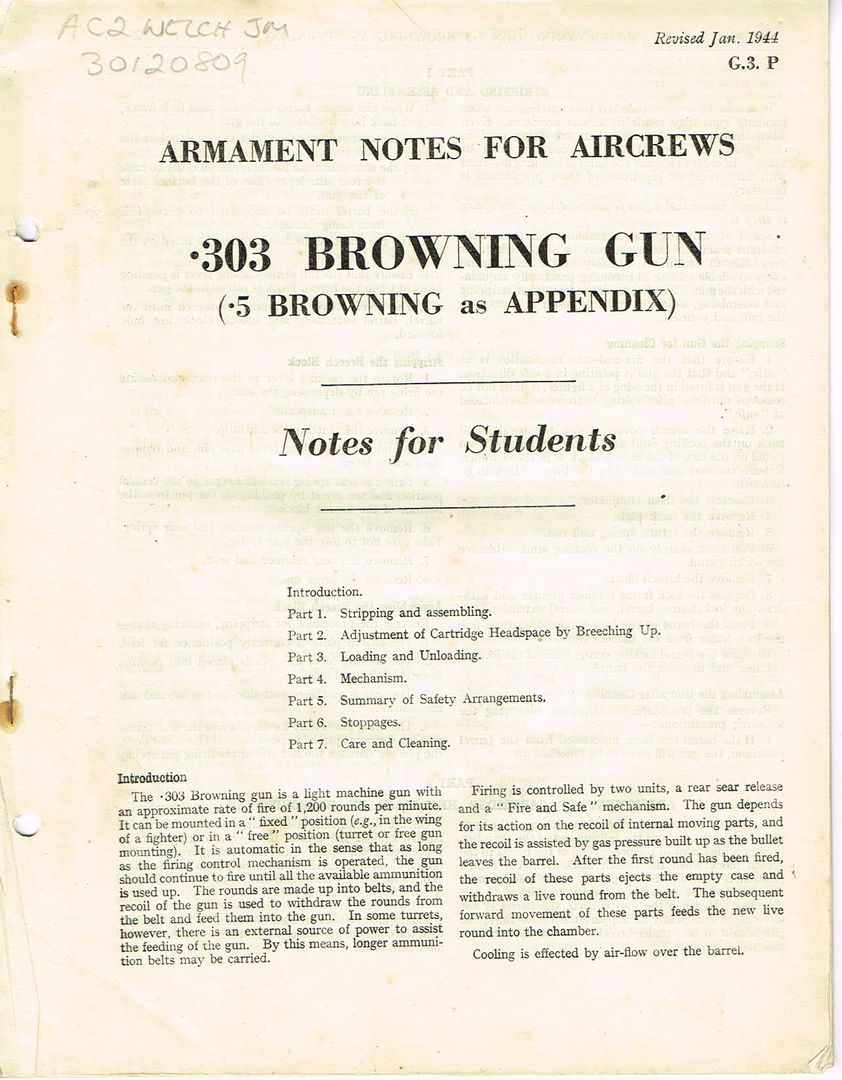 AC2 WELCH JM
30120809
Revised Jan. 1944
G.3. P
ARMAMENT NOTES FOR AIRCREWS
·303 BROWNING GUN
(·5 BROWNING as APPENDIX)
Notes for Students
Introduction.
Part 1. Stripping and assembling.
Part 2. Adjustment of Cartridge Headspace by Breeching Up.
Part 3. Loading and Unloading.
Part 4. Mechanism.
Part 5. Summary of Safety Arrangements.
Part 6. Stoppages.
Part 7. Care and Cleaning.
Introduction
The ·303 Browning gun is a light machine gun with
an approximate rate of fire of 1,200 rounds per minute.
It can be mounted in a “ fixed ” position (e.g., in the wing
of a fighter) or in a “ free ” position (turret or free gun
mounting). It is automatic in the sense that as long
as the firing control mechanism is operated, the gun
should continue to fire until all the available ammunition
is used up. The rounds are made up into belts, and the
recoil of the gun is used to withdraw the rounds from
the belt and feed them into the gun. In some turrets,
however, there is an external source of power to assist
the feeding of the gun. By this means, longer ammuni-
tion belts may be carried.
Firing is controlled by two units, a rear sear release
and a “ Fire and Safe ” mechanism. The gun depends
for its action on the recoil of internal moving parts, and
the recoil is assisted by gas pressure built up as the bullet
leaves the barrel. After the first round has been fired,
the recoil of these parts ejects the empty case and
withdraws a live round from the belt. The subsequent
forward movement of these parts feeds the new live
round into the chamber.
Cooling is effected by air-flow over the barrel.